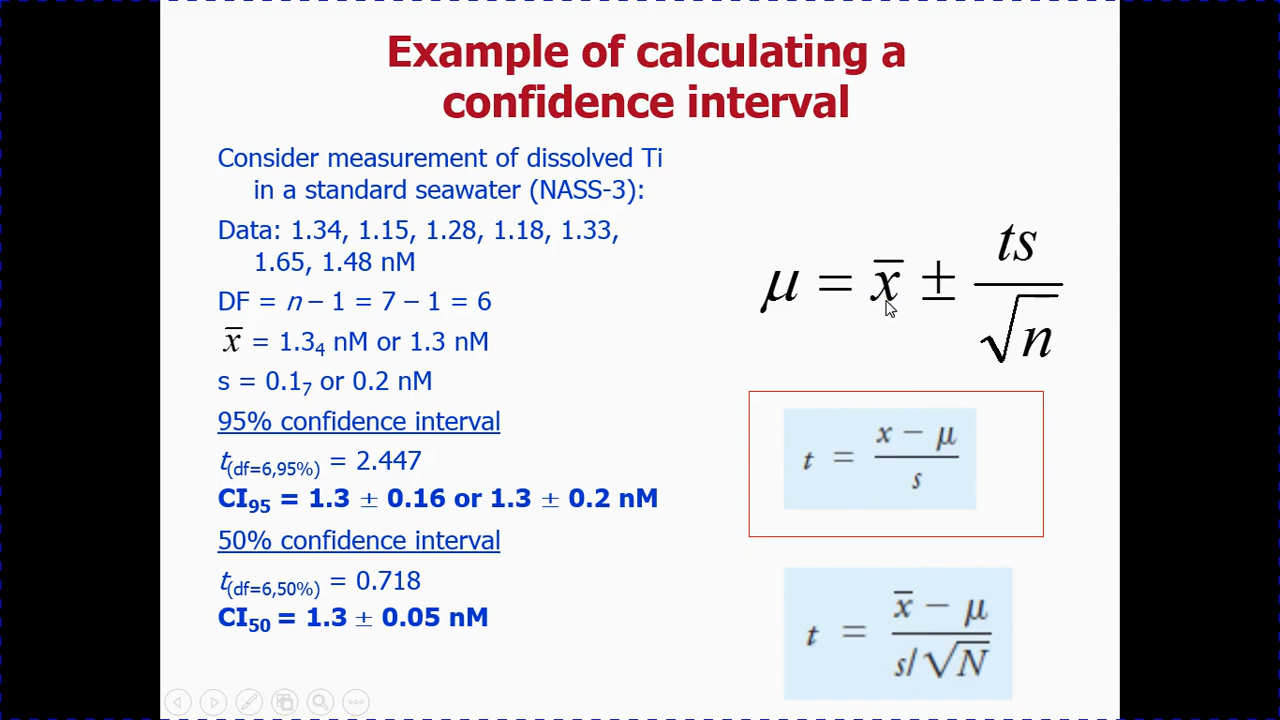 Example of calculating a
confidence interval
Consider measurement of dissolved Ti
in a standard seawater (NASS-3):
Data: 1.34, 1.15, 1.28, 1.18, 1.33,
1.65, 1.48 nM
DF = n – 1 = 7 – 1 = 6
x̅ = 1.3₄ nM or 1.3 nM
s = 0.1₇ or 0.2 nM
95% confidence interval
t(df=6,95%) = 2.447
CI₉₅ = 1.3 ± 0.16 or 1.3 ± 0.2 nM
50% confidence interval
t(df=6,50%) = 0.718
CI₅₀ = 1.3 ± 0.05 nM
μ = x̅ ± ts/√n
t = x – μ / s
t = x̅ – μ / s/√N